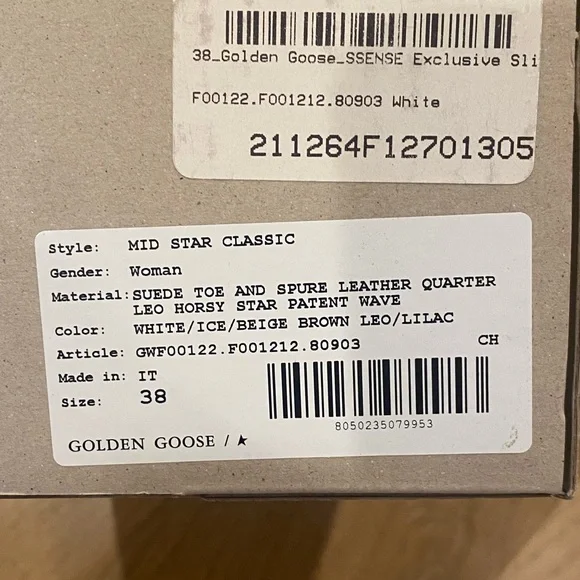 38_Golden Goose_SSENSE Exclusive Sli
F00122.F001212.80903 White
211264F12701305
Style: MID STAR CLASSIC
Gender: Woman
Material: SUEDE TOE AND SPURE LEATHER QUARTER
LEO HORSY STAR PATENT WAVE
Color: WHITE/ICE/BEIGE BROWN LEO/LILAC
Article: GWF00122.F001212.80903 CH
Made in: IT
Size: 38
8050235079953
GOLDEN GOOSE /